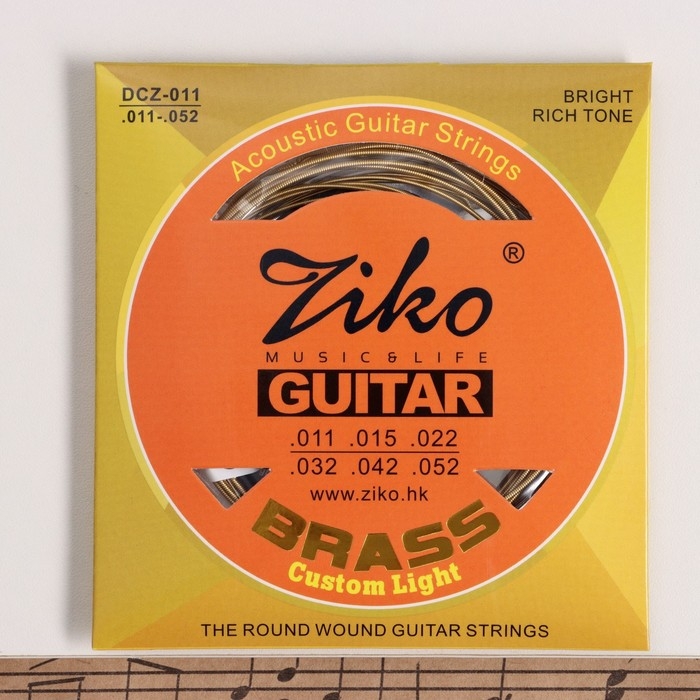 DCZ-011
.011-.052
BRIGHT
RICH TONE
Acoustic Guitar Strings
Ziko®
MUSIC & LIFE
GUITAR
.011 .015 .022
.032 .042 .052
www.ziko.hk
BRASS
Custom Light
THE ROUND WOUND GUITAR STRINGS